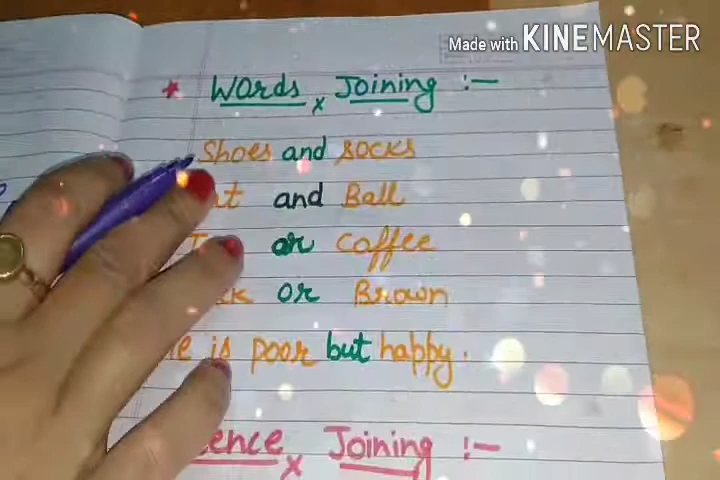 Made with KINEMASTER
* Words x Joining :-
Shoes and socks
and Ball
or Coffee
or Brown
is poor but happy.
Joining :-